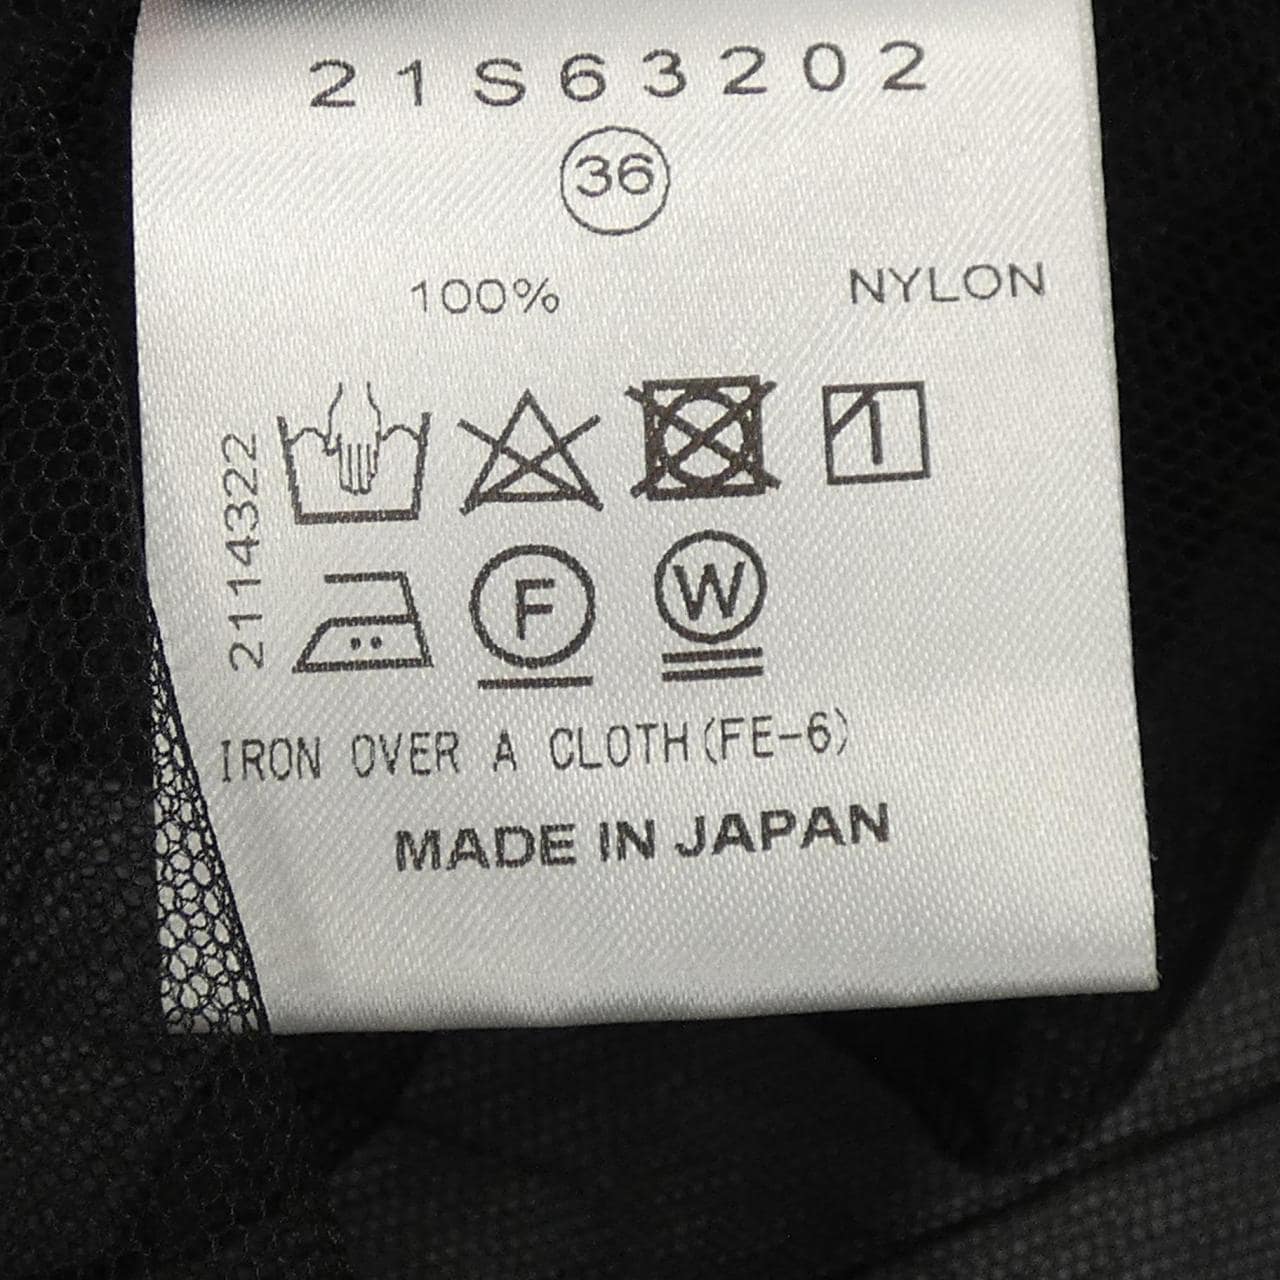 21S63202
36
100% NYLON
2114322
F W
IRON OVER A CLOTH(FE-6)
MADE IN JAPAN